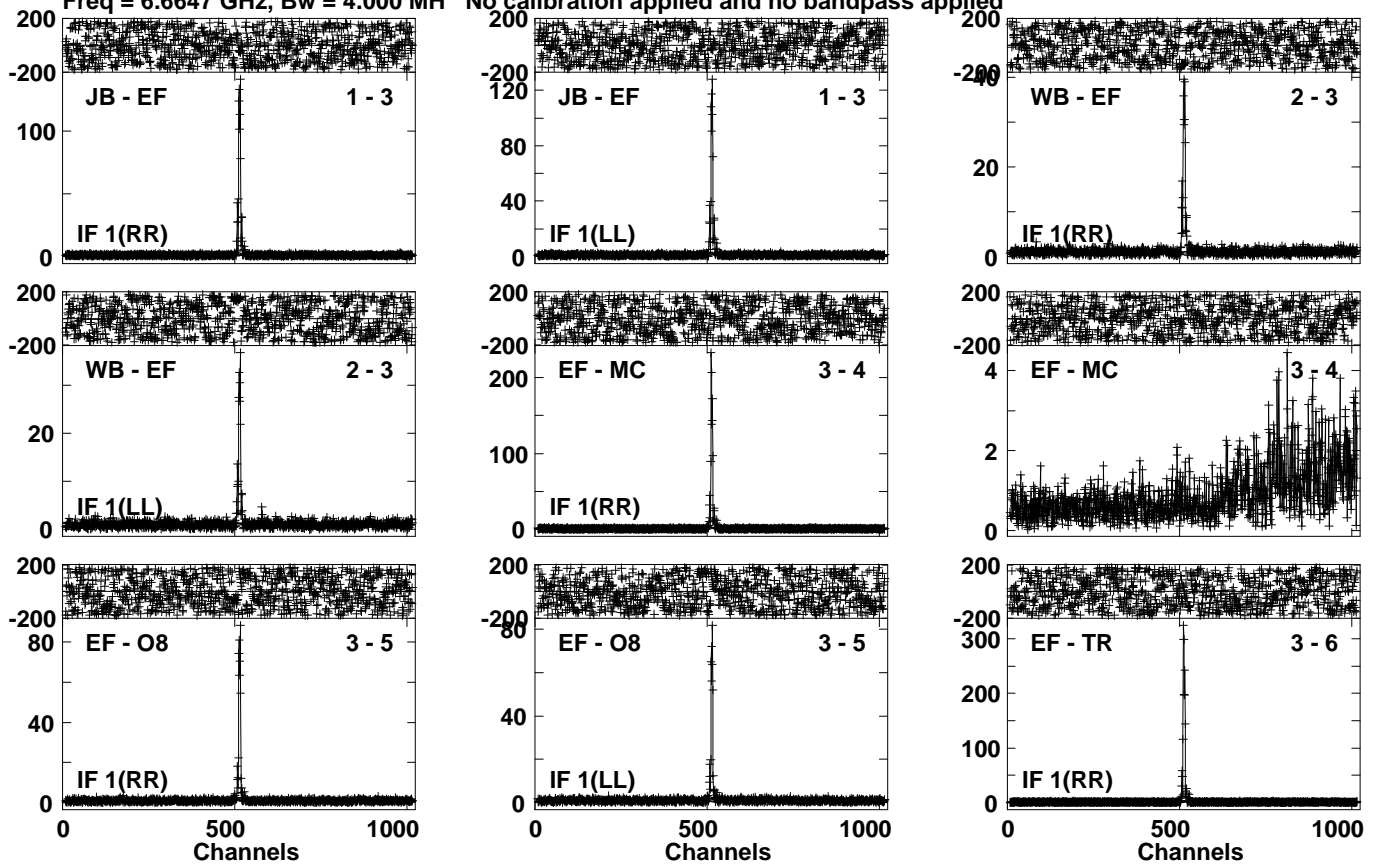 Freq = 6.6647 GHz, Bw = 4.000 MH No calibration applied and no bandpass applied
200 200 200
-200 -200 -200
JB - EF 1 - 3 JB - EF 1 - 3 WB - EF 2 - 3
120 40
100 80 20
40
IF 1(RR) IF 1(LL) IF 1(RR)
0 0 0
200 200 200
-200 -200 -200
WB - EF 2 - 3 EF - MC 3 - 4 EF - MC 3 - 4
200 4
20 100 2
IF 1(LL) IF 1(RR)
0 0 0
200 200 200
-200 -200 -200
EF - O8 3 - 5 EF - O8 3 - 5 EF - TR 3 - 6
80 80 300
200
40 40 100
IF 1(RR) IF 1(LL) IF 1(RR)
0 0 0
0 500 1000 0 500 1000 0 500 1000
Channels Channels Channels